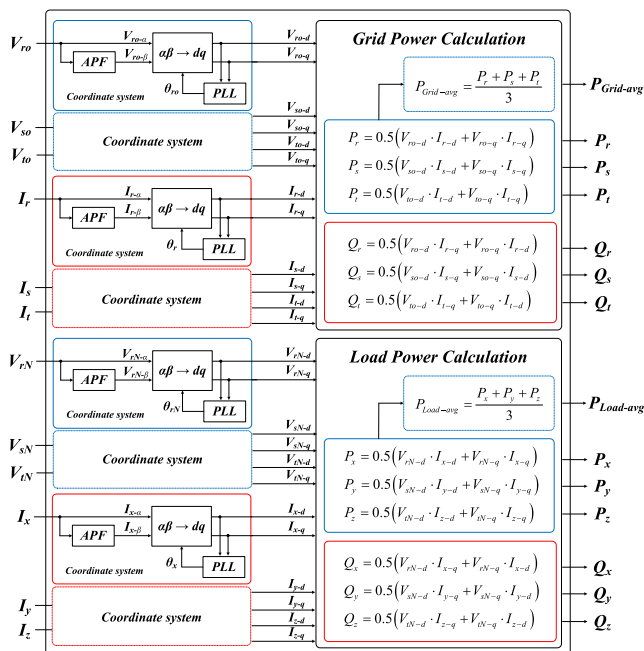 V_ro
V_ro-α
V_ro-β
APF
αβ → dq
V_ro-d
V_ro-q
θ_ro
PLL
Coordinate system
V_so
V_to
Coordinate system
V_so-d
V_so-q
V_to-d
V_to-q
I_r
I_r-α
I_r-β
APF
αβ → dq
I_r-d
I_r-q
θ_r
PLL
Coordinate system
I_s
I_t
Coordinate system
I_s-d
I_s-q
I_t-d
I_t-q
Grid Power Calculation
P_Grid-avg = (P_r + P_s + P_t) / 3
P_r = 0.5(V_ro-d · I_r-d + V_ro-q · I_r-q)
P_s = 0.5(V_so-d · I_s-d + V_so-q · I_s-q)
P_t = 0.5(V_to-d · I_t-d + V_to-q · I_t-q)
Q_r = 0.5(V_ro-d · I_r-q + V_ro-q · I_r-d)
Q_s = 0.5(V_so-d · I_s-q + V_so-q · I_s-d)
Q_t = 0.5(V_to-d · I_t-q + V_to-q · I_t-d)
P_Grid-avg
P_r
P_s
P_t
Q_r
Q_s
Q_t
V_rN
V_rN-α
V_rN-β
APF
αβ → dq
V_rN-d
V_rN-q
θ_rN
PLL
Coordinate system
V_sN
V_tN
Coordinate system
V_sN-d
V_sN-q
V_tN-d
V_tN-q
I_x
I_x-α
I_x-β
APF
αβ → dq
I_x-d
I_x-q
θ_x
PLL
Coordinate system
I_y
I_z
Coordinate system
I_y-d
I_y-q
I_z-d
I_z-q
Load Power Calculation
P_Load-avg = (P_x + P_y + P_z) / 3
P_x = 0.5(V_rN-d · I_x-d + V_rN-q · I_x-q)
P_y = 0.5(V_sN-d · I_y-d + V_sN-q · I_y-q)
P_z = 0.5(V_tN-d · I_z-d + V_tN-q · I_z-q)
Q_x = 0.5(V_rN-d · I_x-q + V_rN-q · I_x-d)
Q_y = 0.5(V_sN-d · I_y-q + V_sN-q · I_y-d)
Q_z = 0.5(V_tN-d · I_z-q + V_tN-q · I_z-d)
P_Load-avg
P_x
P_y
P_z
Q_x
Q_y
Q_z